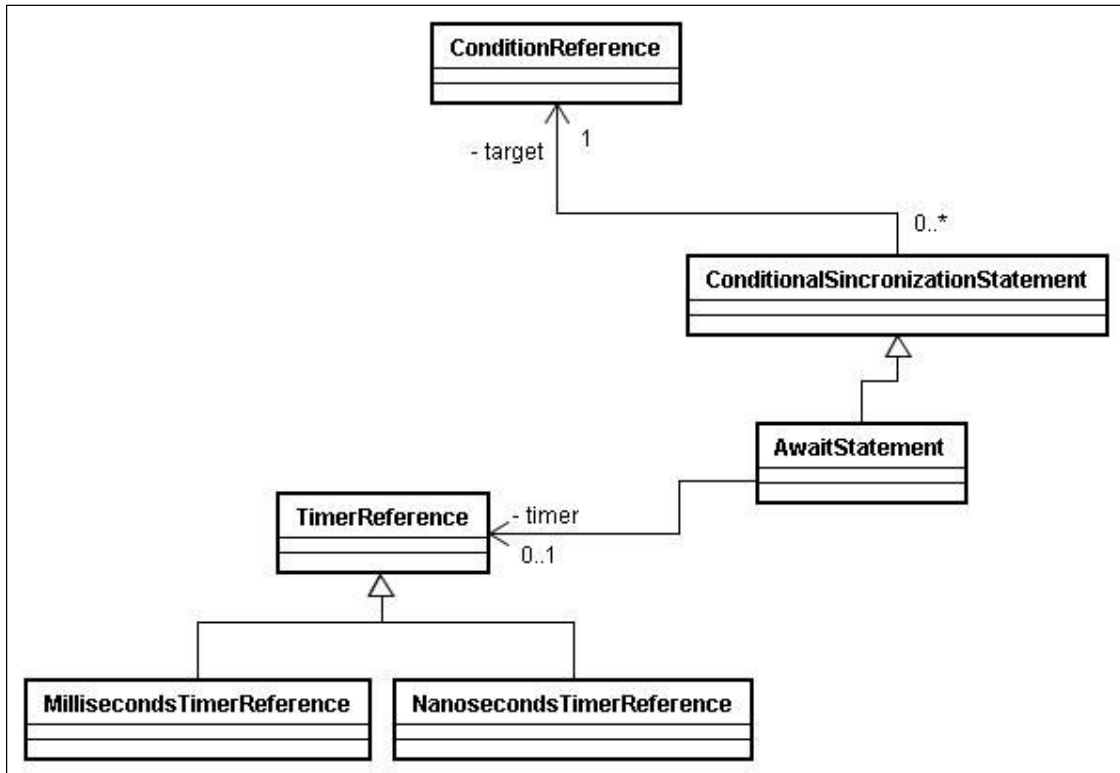 ConditionReference
- target
1
0..*
ConditionalSincronizationStatement
AwaitStatement
TimerReference
- timer
0..1
MillisecondsTimerReference
NanosecondsTimerReference